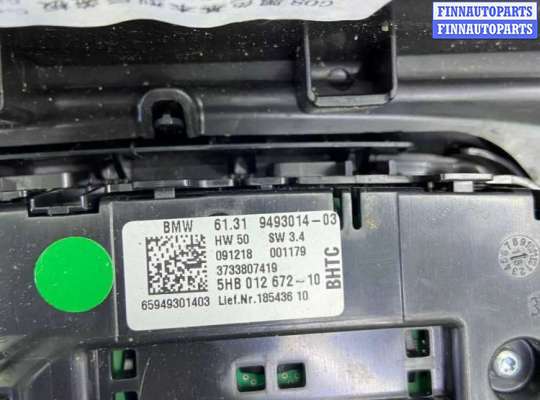 FINNAUTOPARTS
FINNAUTOPARTS
BMW 61.31 9493014-03
HW 50 SW 3.4
091218 001179
3733807419
5HB 012 672-10
65949301403 Lief.Nr.185436 10
BHTC